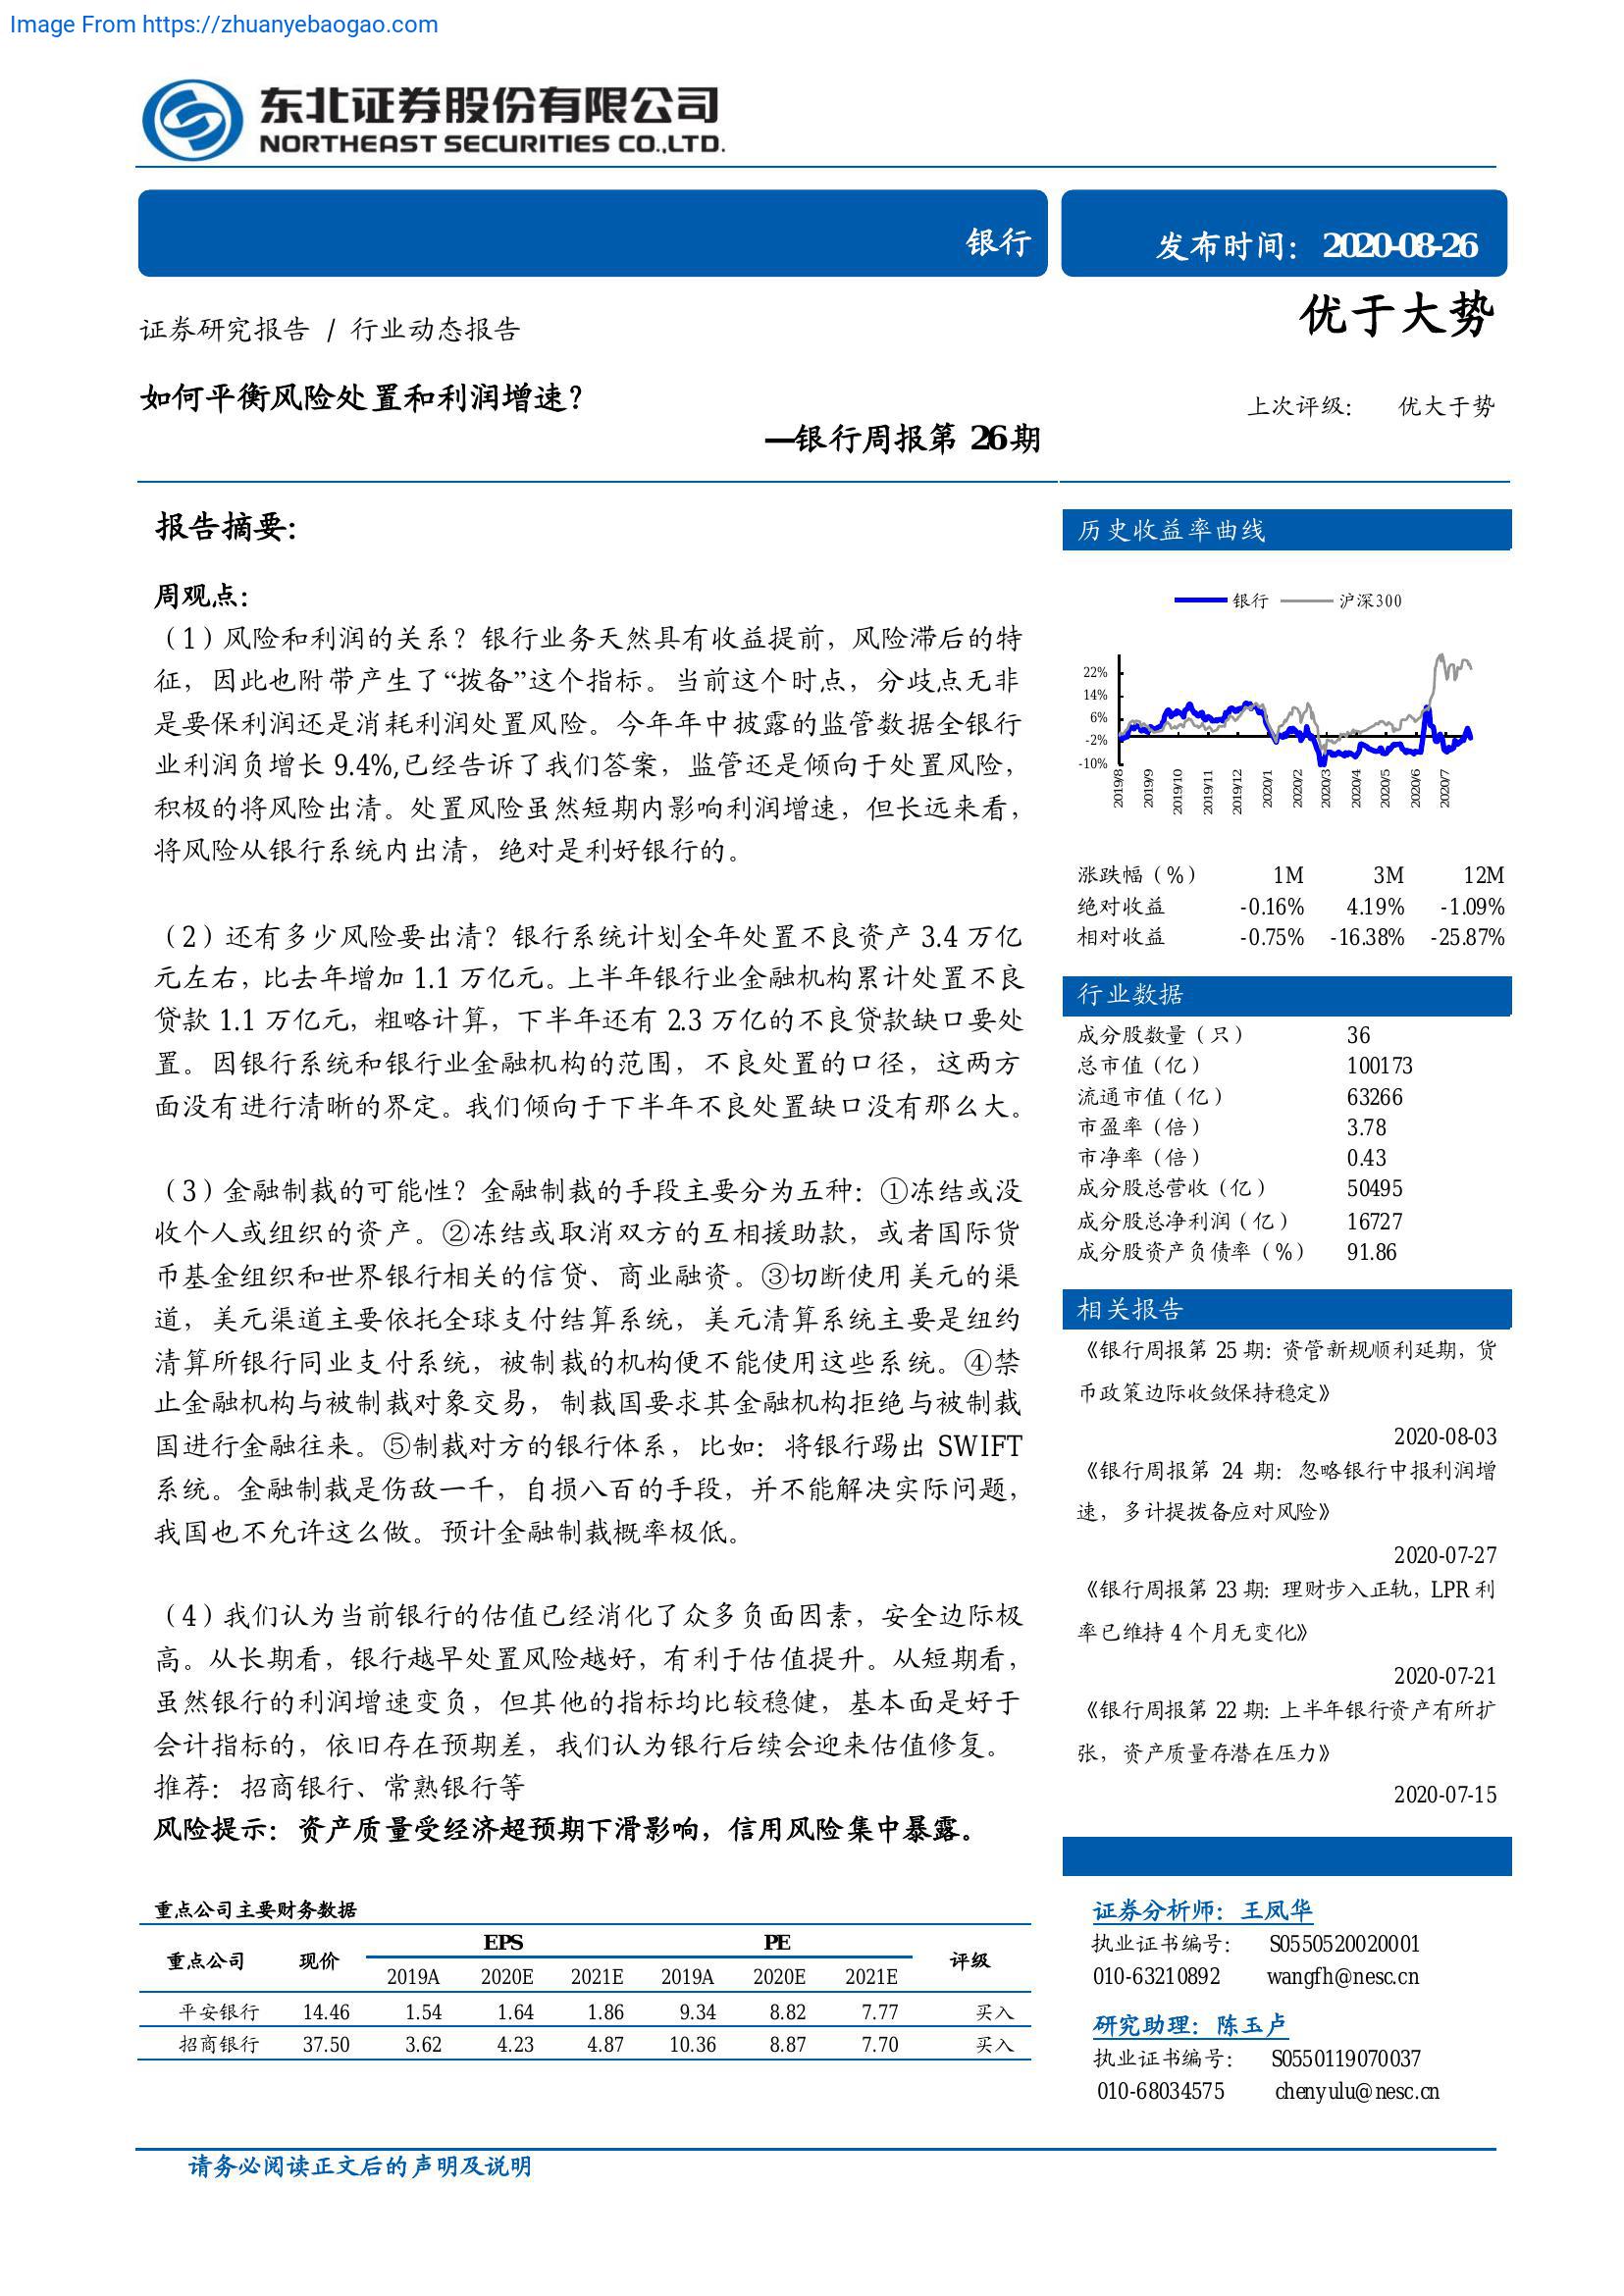 Image From https://zhuanyebaogao.com
东北证券股份有限公司
NORTHEAST SECURITIES CO.,LTD.
银行
发布时间：2020-08-26
证券研究报告 / 行业动态报告
优于大势
如何平衡风险处置和利润增速？
上次评级： 优大于势
—银行周报第 26 期
报告摘要：
周观点：
（1）风险和利润的关系？银行业务天然具有收益提前，风险滞后的特
征，因此也附带产生了“拨备”这个指标。当前这个时点，分歧点无非
是要保利润还是消耗利润处置风险。今年年中披露的监管数据全银行
业利润负增长 9.4%,已经告诉了我们答案，监管还是倾向于处置风险，
积极的将风险出清。处置风险虽然短期内影响利润增速，但长远来看，
将风险从银行系统内出清，绝对是利好银行的。
（2）还有多少风险要出清？银行系统计划全年处置不良资产 3.4 万亿
元左右，比去年增加 1.1 万亿元。上半年银行业金融机构累计处置不良
贷款 1.1 万亿元，粗略计算，下半年还有 2.3 万亿的不良贷款缺口要处
置。因银行系统和银行业金融机构的范围，不良处置的口径，这两方
面没有进行清晰的界定。我们倾向于下半年不良处置缺口没有那么大。
（3）金融制裁的可能性？金融制裁的手段主要分为五种：①冻结或没
收个人或组织的资产。②冻结或取消双方的互相援助款，或者国际货
币基金组织和世界银行相关的信贷、商业融资。③切断使用美元的渠
道，美元渠道主要依托全球支付结算系统，美元清算系统主要是纽约
清算所银行同业支付系统，被制裁的机构便不能使用这些系统。④禁
止金融机构与被制裁对象交易，制裁国要求其金融机构拒绝与被制裁
国进行金融往来。⑤制裁对方的银行体系，比如：将银行踢出 SWIFT
系统。金融制裁是伤敌一千，自损八百的手段，并不能解决实际问题，
我国也不允许这么做。预计金融制裁概率极低。
（4）我们认为当前银行的估值已经消化了众多负面因素，安全边际极
高。从长期看，银行越早处置风险越好，有利于估值提升。从短期看，
虽然银行的利润增速变负，但其他的指标均比较稳健，基本面是好于
会计指标的，依旧存在预期差，我们认为银行后续会迎来估值修复。
推荐：招商银行、常熟银行等
风险提示：资产质量受经济超预期下滑影响，信用风险集中暴露。
重点公司主要财务数据
重点公司 现价 EPS PE 评级
2019A 2020E 2021E 2019A 2020E 2021E
平安银行 14.46 1.54 1.64 1.86 9.34 8.82 7.77 买入
招商银行 37.50 3.62 4.23 4.87 10.36 8.87 7.70 买入
历史收益率曲线
银行 沪深300
22%
14%
6%
-2%
-10%
2019/8 2019/9 2019/10 2019/11 2019/12 2020/1 2020/2 2020/3 2020/4 2020/5 2020/6 2020/7
涨跌幅（%） 1M 3M 12M
绝对收益 -0.16% 4.19% -1.09%
相对收益 -0.75% -16.38% -25.87%
行业数据
成分股数量（只） 36
总市值（亿） 100173
流通市值（亿） 63266
市盈率（倍） 3.78
市净率（倍） 0.43
成分股总营收（亿） 50495
成分股总净利润（亿） 16727
成分股资产负债率（%） 91.86
相关报告
《银行周报第 25 期：资管新规顺利延期，货
币政策边际收敛保持稳定》
2020-08-03
《银行周报第 24 期：忽略银行中报利润增
速，多计提拨备应对风险》
2020-07-27
《银行周报第 23 期：理财步入正轨，LPR 利
率已维持 4 个月无变化》
2020-07-21
《银行周报第 22 期：上半年银行资产有所扩
张，资产质量存潜在压力》
2020-07-15
证券分析师：王凤华
执业证书编号： S0550520020001
010-63210892 wangfh@nesc.cn
研究助理：陈玉卢
执业证书编号： S0550119070037
010-68034575 chenyulu@nesc.cn
请务必阅读正文后的声明及说明